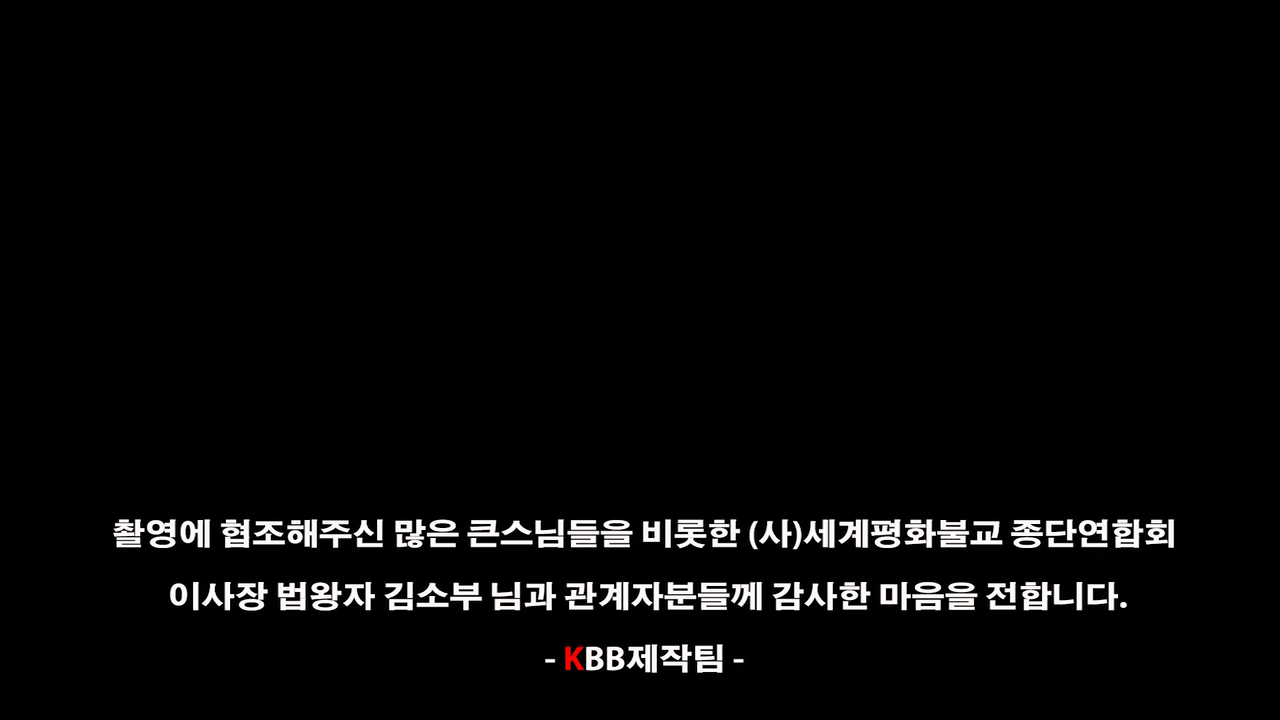 촬영에 협조해주신 많은 큰스님들을 비롯한 (사)세계평화불교 종단연합회
이사장 법왕자 김소부 님과 관계자분들께 감사한 마음을 전합니다.
- KBB제작팀 -